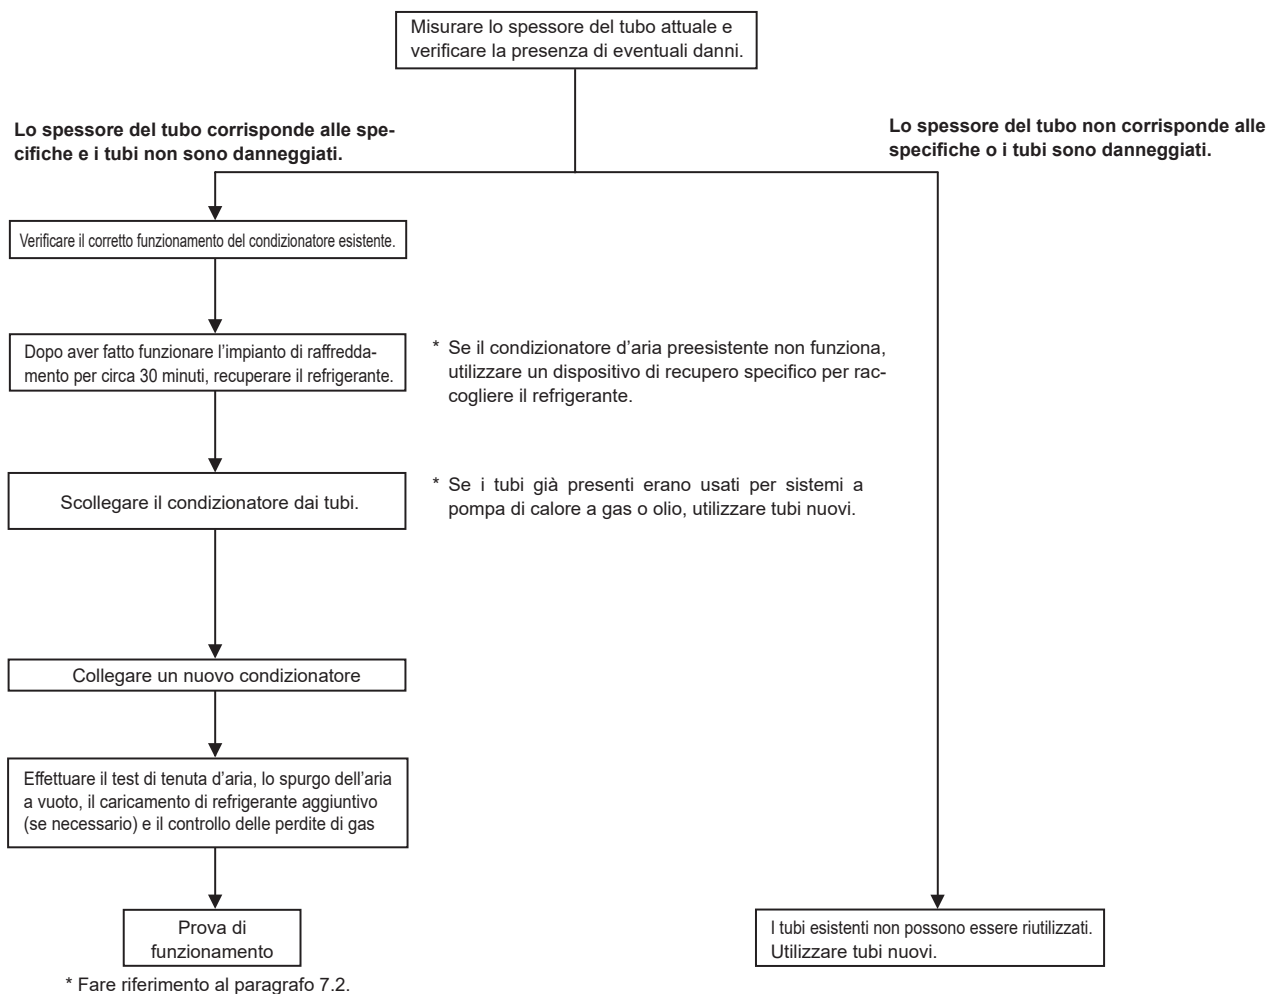 Misurare lo spessore del tubo attuale e
verificare la presenza di eventuali danni.
Lo spessore del tubo corrisponde alle spe-
cifiche e i tubi non sono danneggiati.
Lo spessore del tubo non corrisponde alle
specifiche o i tubi sono danneggiati.
Verificare il corretto funzionamento del condizionatore esistente.
Dopo aver fatto funzionare l'impianto di raffredda-
mento per circa 30 minuti, recuperare il refrigerante.
* Se il condizionatore d'aria preesistente non funziona,
utilizzare un dispositivo di recupero specifico per rac-
cogliere il refrigerante.
Scollegare il condizionatore dai tubi.
* Se i tubi già presenti erano usati per sistemi a
pompa di calore a gas o olio, utilizzare tubi nuovi.
Collegare un nuovo condizionatore
Effettuare il test di tenuta d'aria, lo spurgo dell'aria
a vuoto, il caricamento di refrigerante aggiuntivo
(se necessario) e il controllo delle perdite di gas
Prova di
funzionamento
* Fare riferimento al paragrafo 7.2.
I tubi esistenti non possono essere riutilizzati.
Utilizzare tubi nuovi.